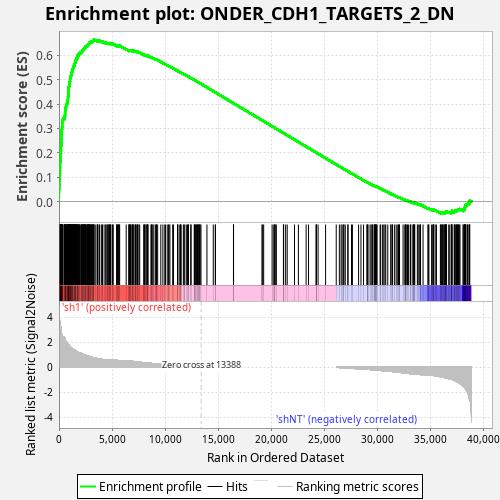 Enrichment plot: ONDER_CDH1_TARGETS_2_DN
Enrichment score (ES)
0.6
0.5
0.4
0.3
0.2
0.1
0.0
'sh1' (positively correlated)
Ranked list metric (Signal2Noise)
4
2
0
-2
-4
Zero cross at 13388
'shNT' (negatively correlated)
0
5,000
10,000
15,000
20,000
25,000
30,000
35,000
40,000
Rank in Ordered Dataset
Enrichment profile
Hits
Ranking metric scores